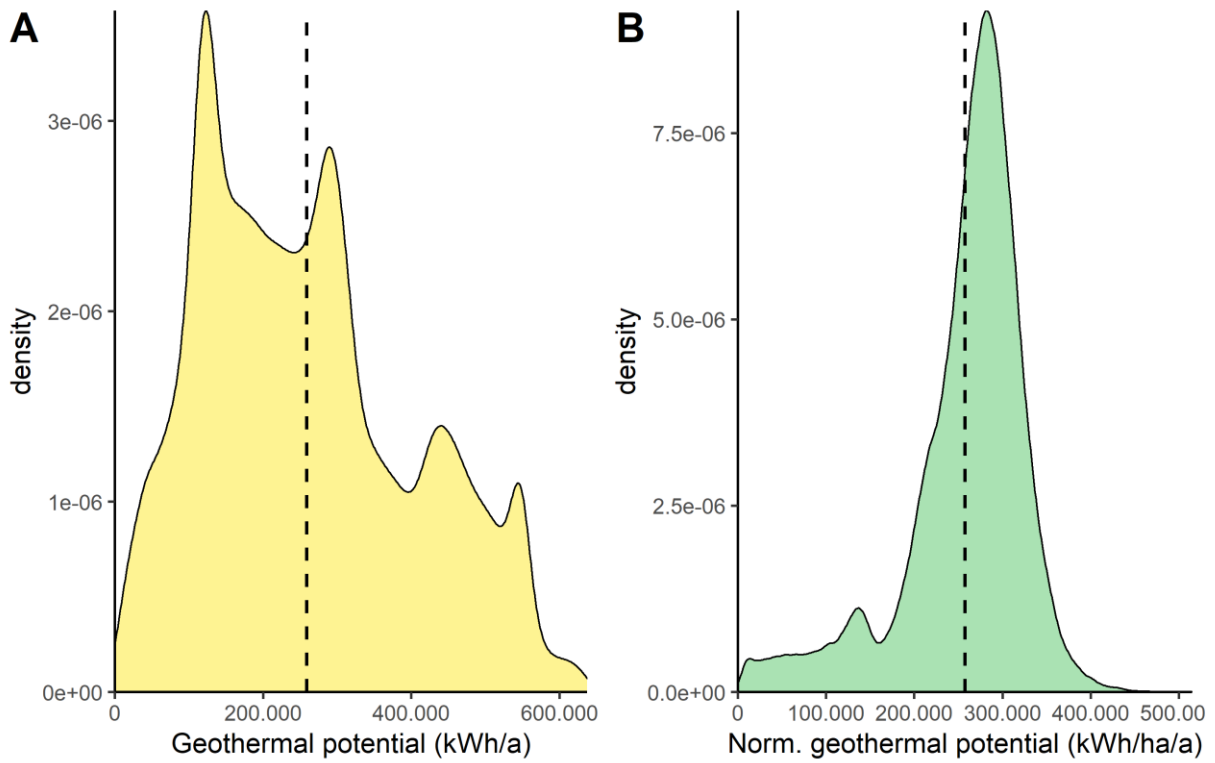 A
B
density
3e-06
2e-06
1e-06
0e+00
0
200.000
400.000
600.000
Geothermal potential (kWh/a)
density
7.5e-06
5.0e-06
2.5e-06
0.0e+00
0
100.000
200.000
300.000
400.000
500.00
Norm. geothermal potential (kWh/ha/a)